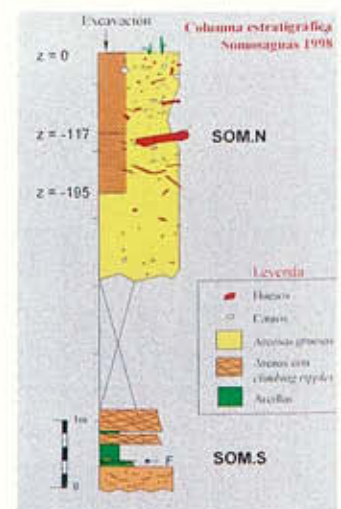 Excavación
Columna estratigráfica
Somosaguas 1998
z = 0
z = -117
SOM.N
z = -195
Leyenda
Huesos
Cantos
Arcosas gruesas
Arenas con
climbing ripples
Arcillas
1m
F
SOM.S
0